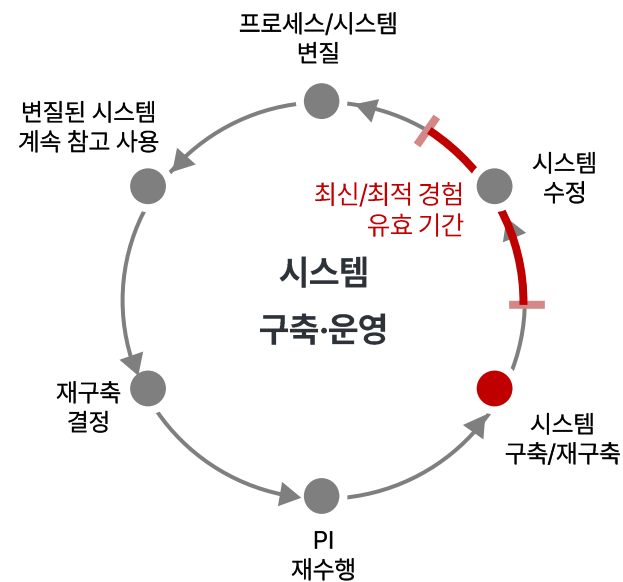 프로세스/시스템
변질
변질된 시스템
계속 참고 사용
시스템
수정
최신/최적 경험
유효 기간
시스템
구축·운영
재구축
결정
시스템
구축/재구축
PI
재수행